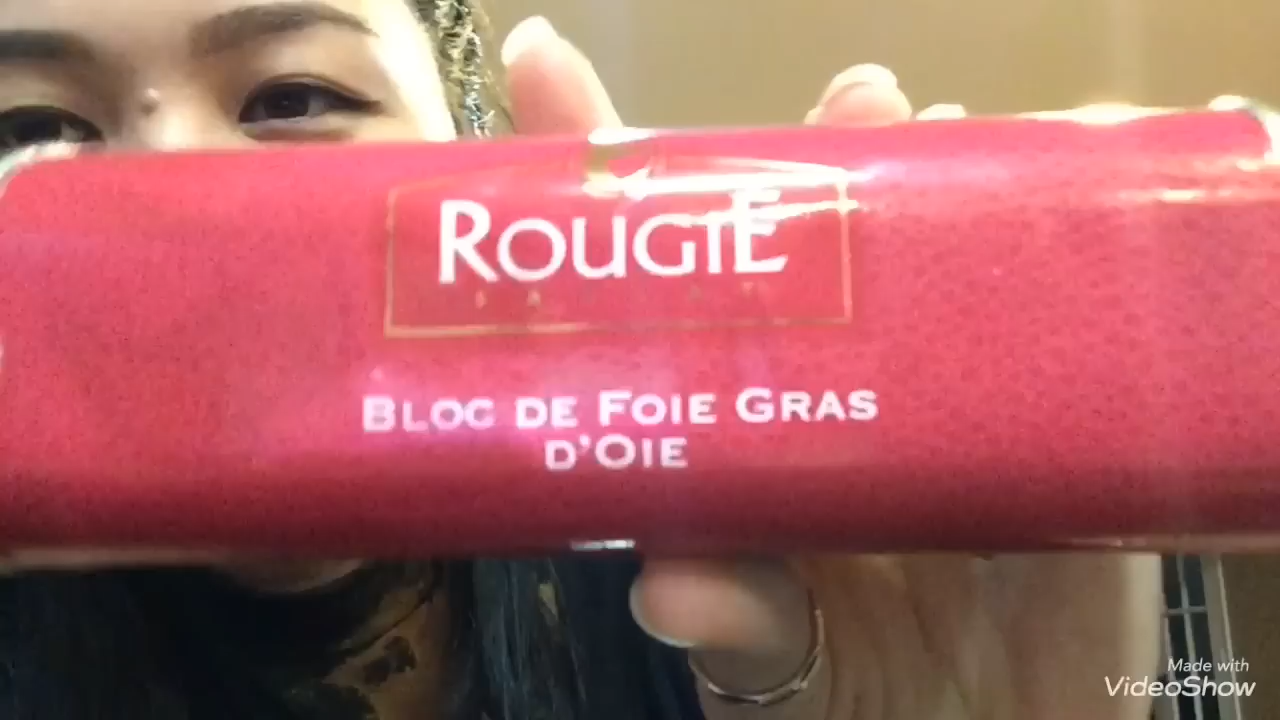 ROUGIÉ
BLOC DE FOIE GRAS
D'OIE
Made with
VideoShow